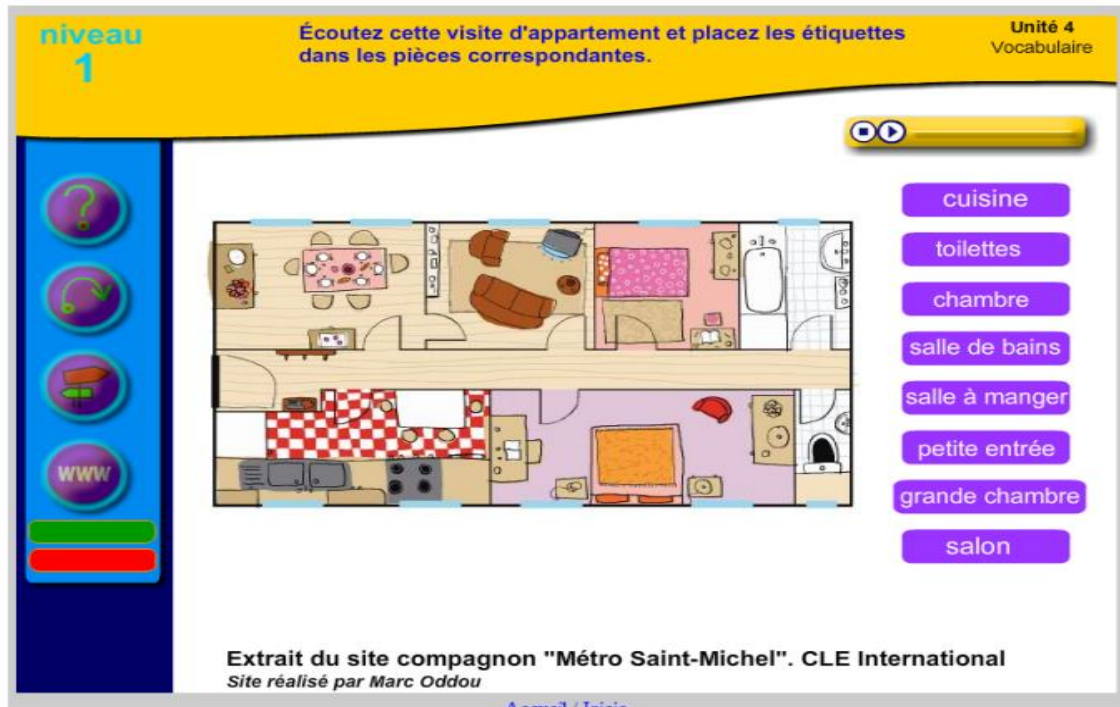 niveau
1
Écoutez cette visite d'appartement et placez les étiquettes
dans les pièces correspondantes.
Unité 4
Vocabulaire
cuisine
toilettes
chambre
salle de bains
salle à manger
petite entrée
grande chambre
salon
?
www
Extrait du site compagnon "Métro Saint-Michel". CLE International
Site réalisé par Marc Oddou